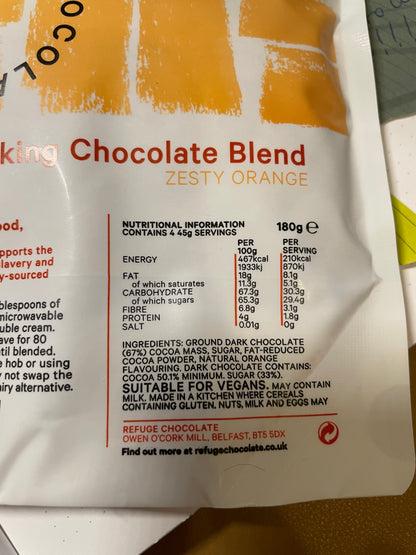 OCOLA
king Chocolate Blend
ZESTY ORANGE
ood,
pports the
slavery and
y-sourced
blespoons of
microwavable
uble cream.
ave for 80
til blended.
e hob or using
y not swap the
airy alternative.
NUTRITIONAL INFORMATION 180g ℮
CONTAINS 4 45g SERVINGS
PER 100g PER SERVING
ENERGY 467kcal 210kcal
1933kj 870kj
FAT 18g 8.1g
of which saturates 11.3g 5.1g
CARBOHYDRATE 67.3g 30.3g
of which sugars 65.3g 29.4g
FIBRE 6.8g 3.1g
PROTEIN 4g 1.8g
SALT 0.01g 0g
INGREDIENTS: GROUND DARK CHOCOLATE
(67%) COCOA MASS, SUGAR, FAT-REDUCED
COCOA POWDER, NATURAL ORANGE
FLAVOURING. DARK CHOCOLATE CONTAINS:
COCOA 50.1% MINIMUM. SUGAR (33%).
SUITABLE FOR VEGANS. MAY CONTAIN
MILK. MADE IN A KITCHEN WHERE CEREALS
CONTAINING GLUTEN, NUTS, MILK AND EGGS MAY
REFUGE CHOCOLATE
OWEN O'CORK MILL, BELFAST, BT5 5DX
Find out more at refugechocolate.co.uk